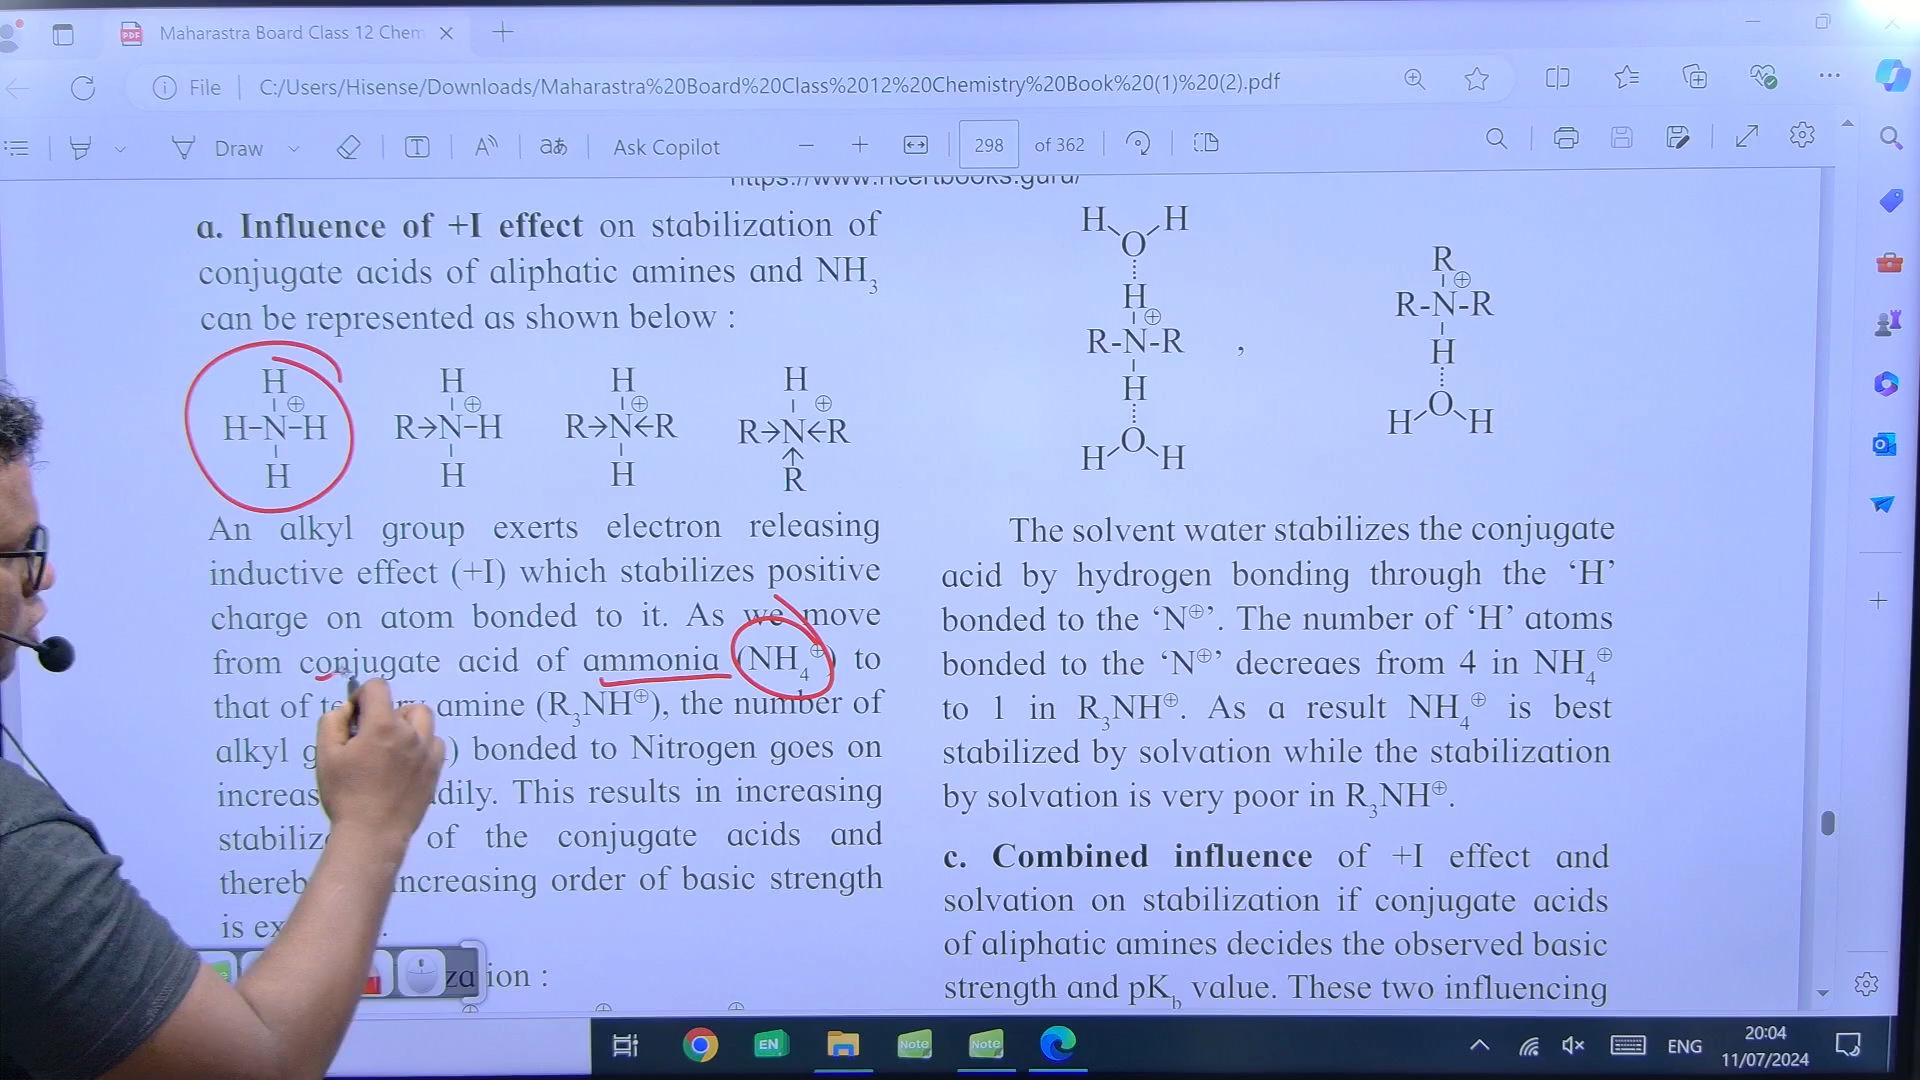 Maharastra Board Class 12 Chem
File
C:/Users/Hisense/Downloads/Maharastra%20Board%20Class%2012%20Chemistry%20Book%20(1)%20(2).pdf
Draw
Ask Copilot
298 of 362
https://www.ncertbooks.guru/
a. Influence of +I effect on stabilization of
conjugate acids of aliphatic amines and NH₃
can be represented as shown below :
H H H H
⊕ ⊕ ⊕ ⊕
H-N-H R→N-H R→N←R R→N←R
H H H ↑
R
An alkyl group exerts electron releasing
inductive effect (+I) which stabilizes positive
charge on atom bonded to it. As we move
from conjugate acid of ammonia (NH₄⊕) to
that of amine (R₃NH⊕), the number of
alkyl ) bonded to Nitrogen goes on
This results in increasing
of the conjugate acids and
increasing order of basic strength
is
ion :
H H
O
H
⊕
R-N-R ,
H
O
H H
R
⊕
R-N-R
H
O
H H
The solvent water stabilizes the conjugate
acid by hydrogen bonding through the ‘H’
bonded to the ‘N⊕’. The number of ‘H’ atoms
bonded to the ‘N⊕’ decreaes from 4 in NH₄⊕
to 1 in R₃NH⊕. As a result NH₄⊕ is best
stabilized by solvation while the stabilization
by solvation is very poor in R₃NH⊕.
c. Combined influence of +I effect and
solvation on stabilization if conjugate acids
of aliphatic amines decides the observed basic
strength and pK_b value. These two influencing
EN
Note
Note
ENG
20:04
11/07/2024